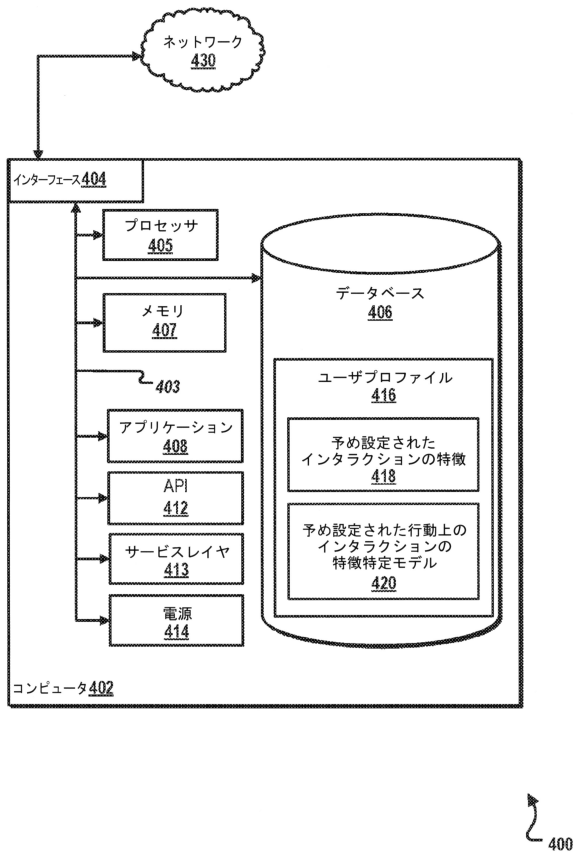 ネットワーク
430
インターフェース404
プロセッサ
405
データベース
406
メモリ
407
ユーザプロファイル
416
403
アプリケーション
408
予め設定された
インタラクションの特徴
418
API
412
予め設定された行動上の
インタラクションの
特徴特定モデル
420
サービスレイヤ
413
電源
414
コンピュータ402
400